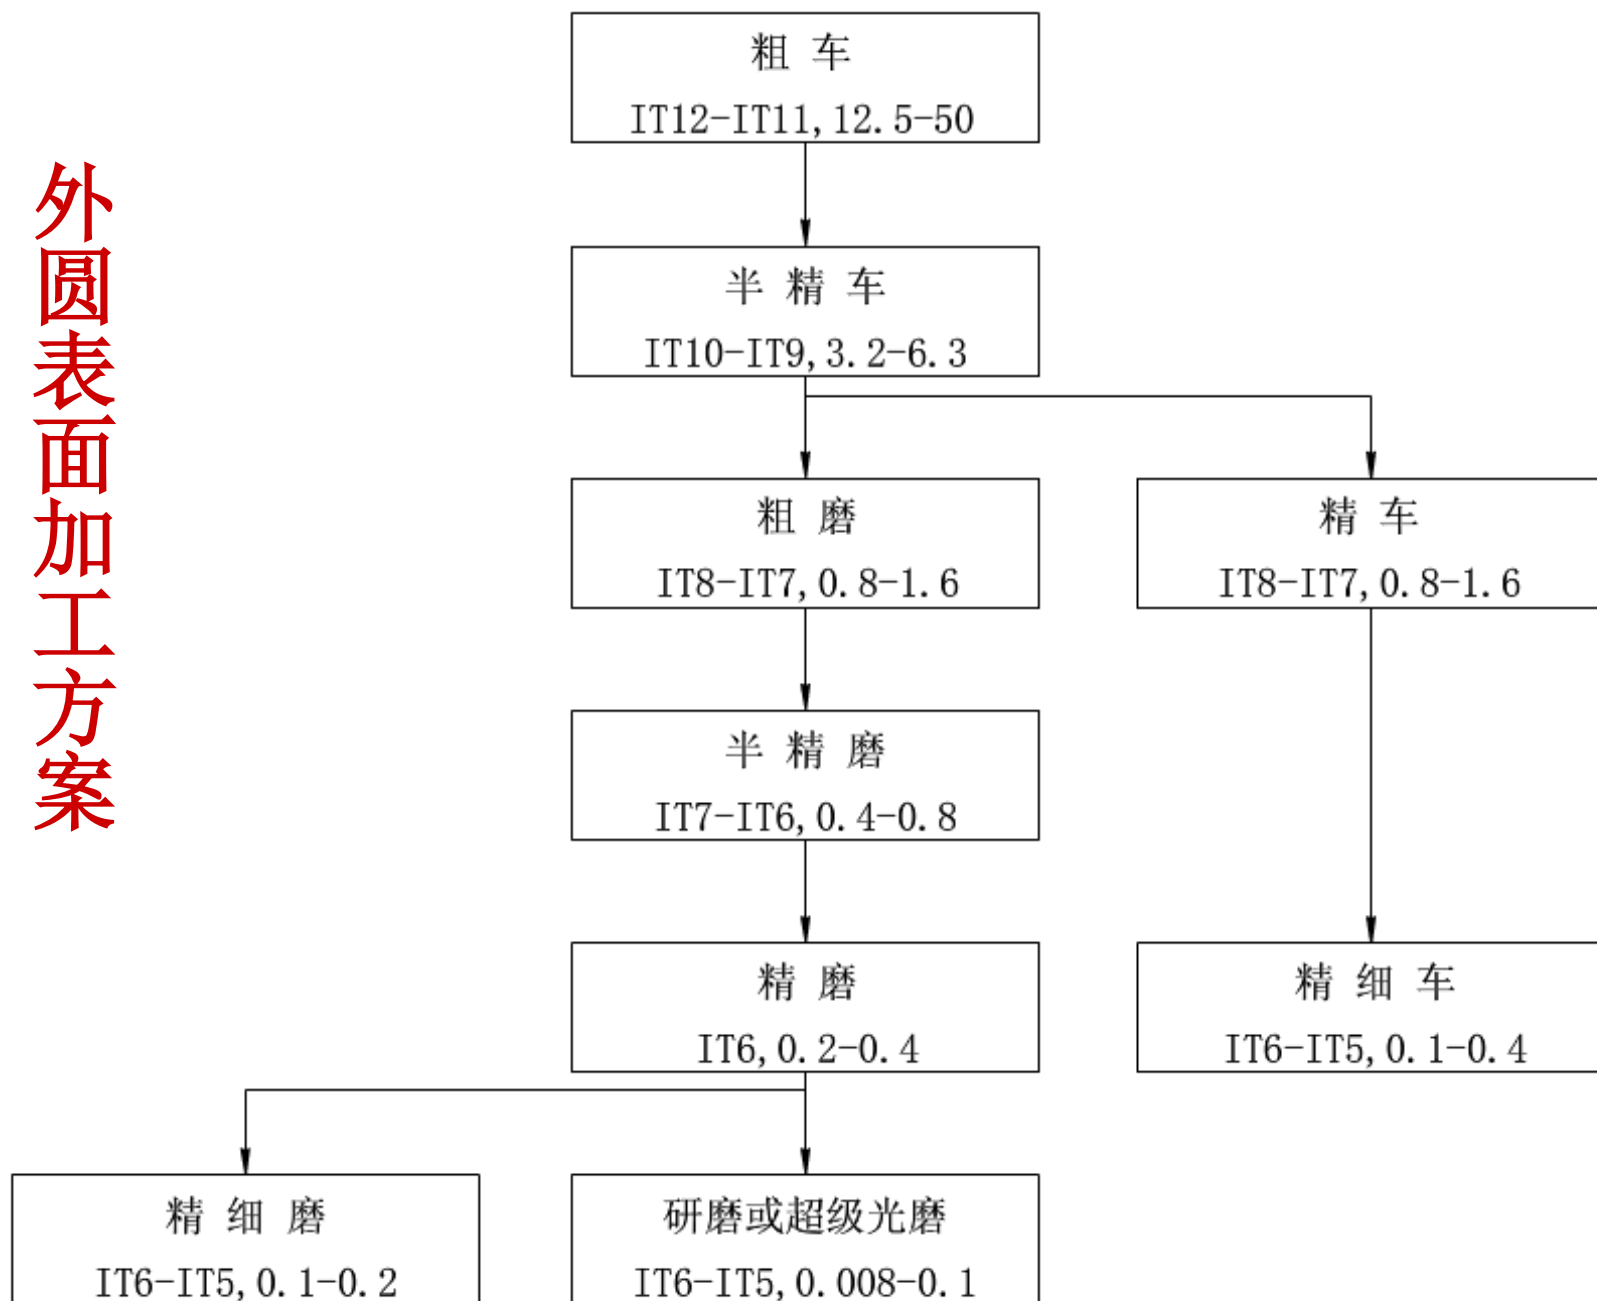 外圆表面加工方案
粗 车
IT12-IT11,12.5-50
半 精 车
IT10-IT9,3.2-6.3
粗 磨
IT8-IT7,0.8-1.6
精 车
IT8-IT7,0.8-1.6
半 精 磨
IT7-IT6,0.4-0.8
精 磨
IT6,0.2-0.4
精 细 车
IT6-IT5,0.1-0.4
精 细 磨
IT6-IT5,0.1-0.2
研磨或超级光磨
IT6-IT5,0.008-0.1